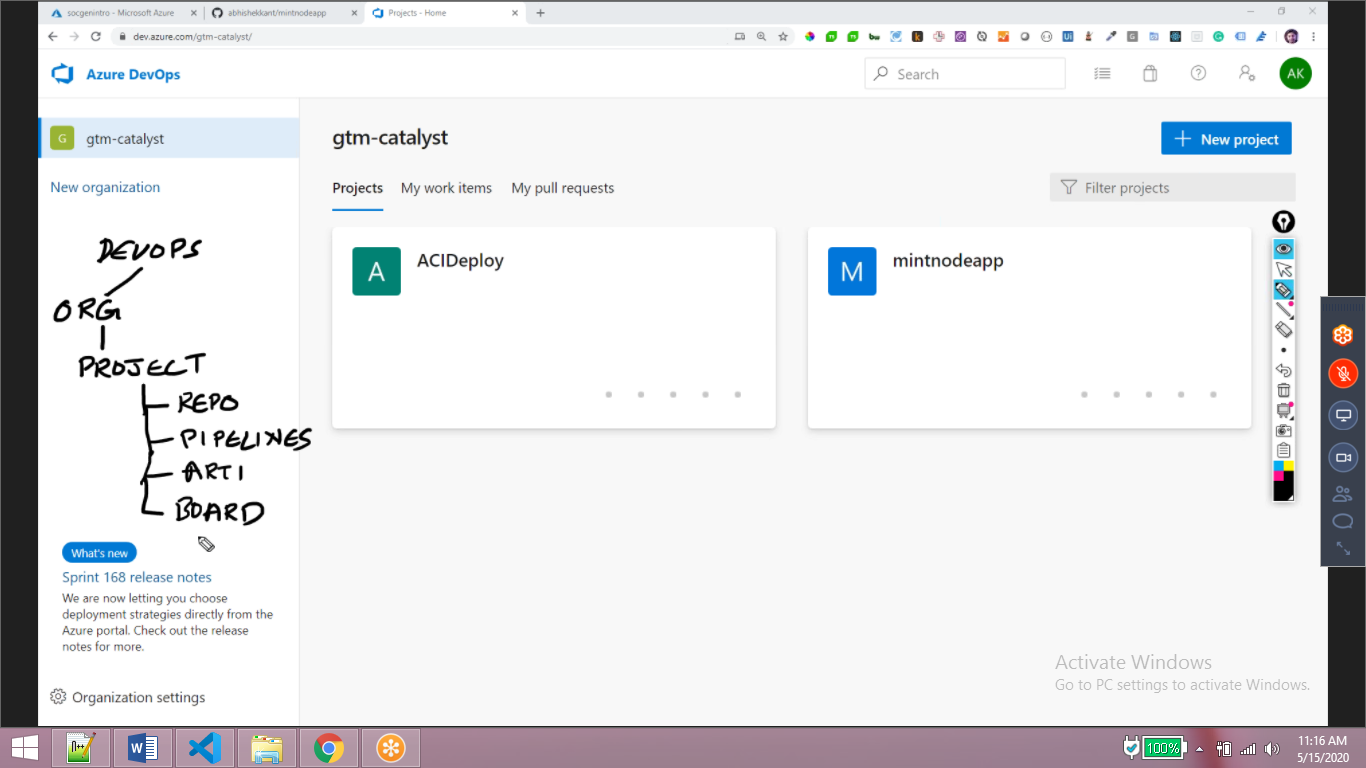 socgenintro - Microsoft Azure
abhishekkant/mintnodeapp
Projects - Home
dev.azure.com/gtm-catalyst/
Azure DevOps
Search
AK
G gtm-catalyst
New organization
gtm-catalyst
New project
Projects My work items My pull requests
Filter projects
A ACIDeploy
M mintnodeapp
DEVOPS
ORG
PROJECT
REPO
PIPELINES
ARTI
BOARD
What's new
Sprint 168 release notes
We are now letting you choose
deployment strategies directly from the
Azure portal. Check out the release
notes for more.
Organization settings
Activate Windows
Go to PC settings to activate Windows.
100%
11:16 AM
5/15/2020